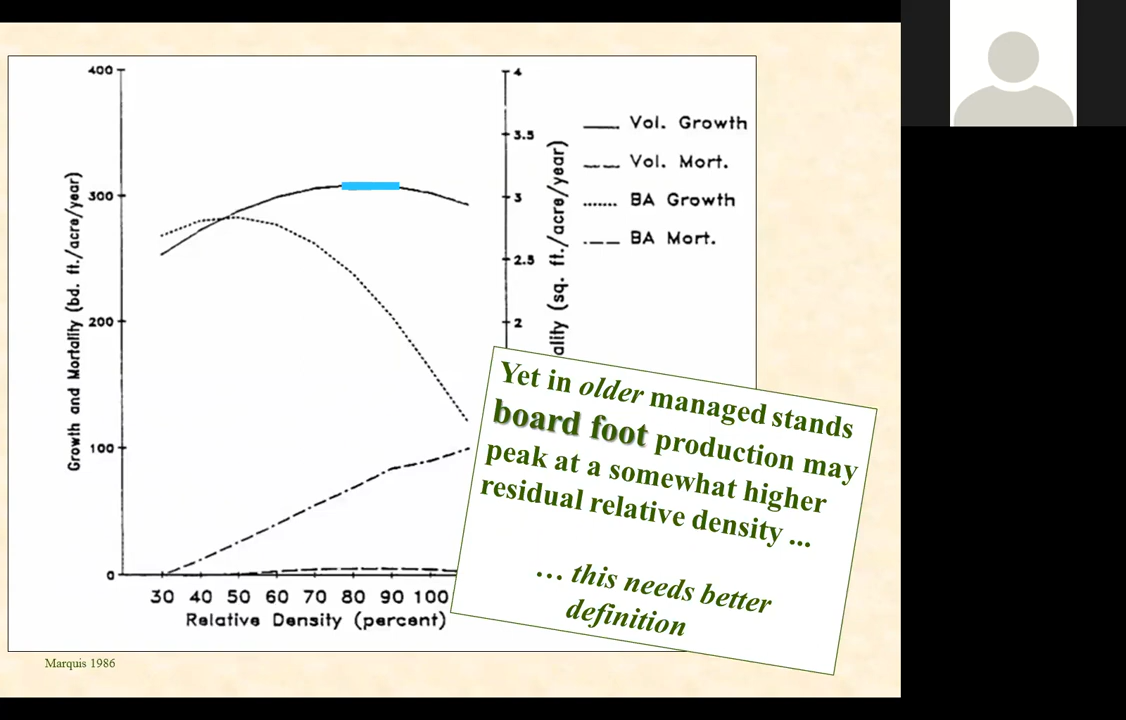 400
300
200
100
0
Growth and Mortality (bd. ft./acre/year)
30 40 50 60 70 80 90 100
Relative Density (percent)
4
3.5
3
2.5
2
(sq. ft./acre/year)
Vol. Growth
Vol. Mort.
BA Growth
BA Mort.
Yet in older managed stands
board foot production may
peak at a somewhat higher
residual relative density ...
... this needs better
definition
Marquis 1986